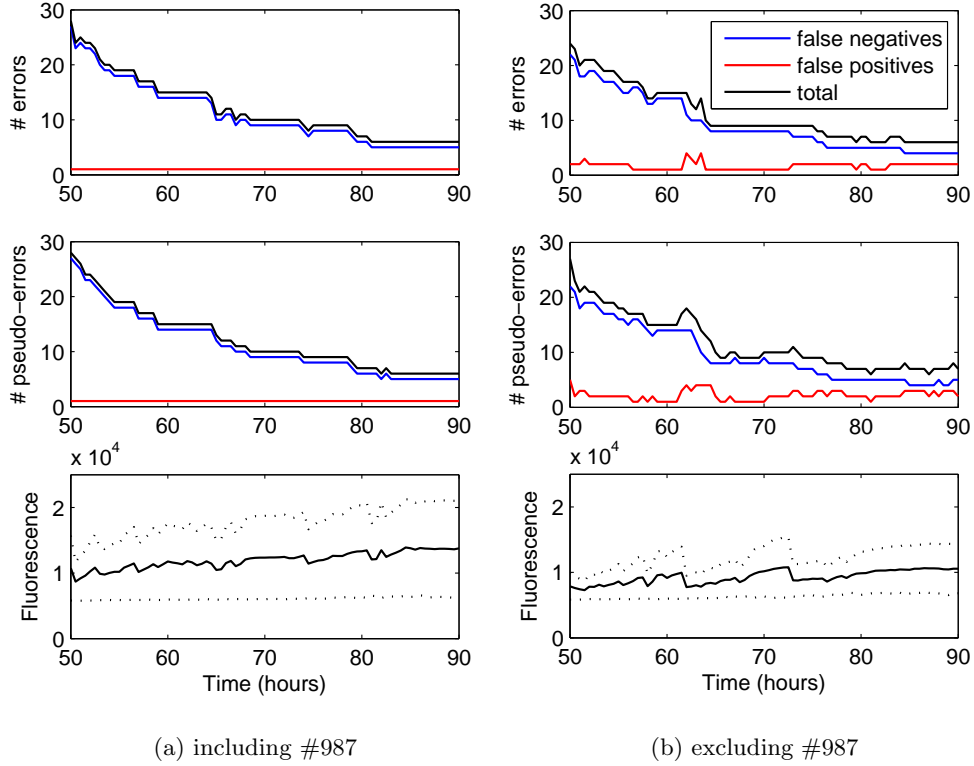 30
20
10
0
# errors
50 60 70 80 90
30
20
10
0
# errors
50 60 70 80 90
false negatives
false positives
total
30
20
10
0
# pseudo−errors
50 60 70 80 90
30
20
10
0
# pseudo−errors
50 60 70 80 90
x 10^4
2
1
0
Fluorescence
50 60 70 80 90
Time (hours)
x 10^4
2
1
0
Fluorescence
50 60 70 80 90
Time (hours)
(a) including #987
(b) excluding #987